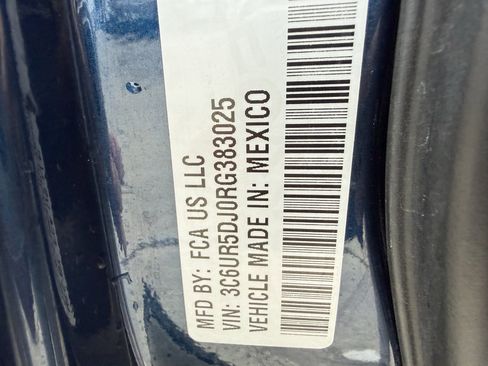 MFD BY: FCA US LLC
VIN: 3C6UR5DJ0RG383025
VEHICLE MADE IN: MEXICO